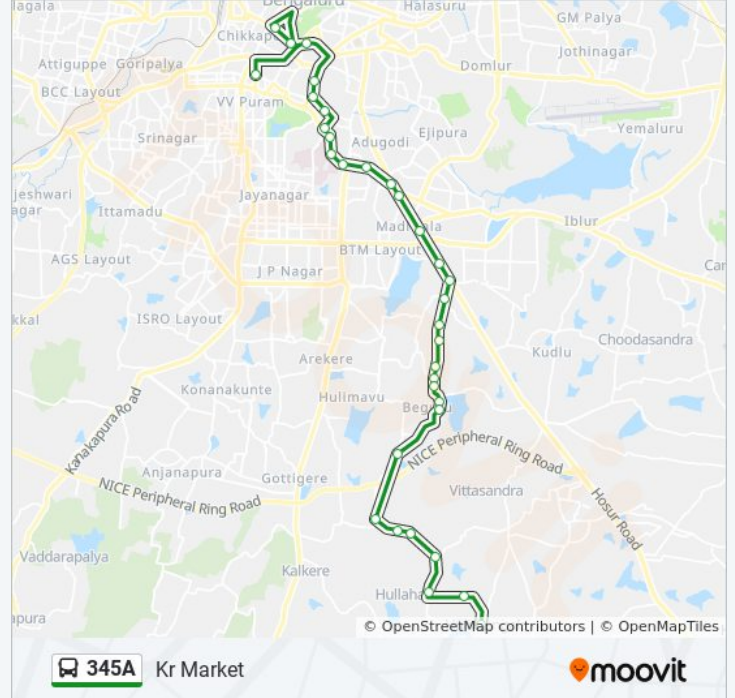 Bengaluru
agala
Halasuru
GM Palya
Chikkap
Jothinagar
Attiguppe
Goripalya
Domlur
BCC Layout
VV Puram
Yemaluru
Srinagar
Adugodi
Ejipura
jeshwari
agar
Jayanagar
Ittamadu
Iblur
BTM Layout
AGS Layout
J P Nagar
Car
kkal
ISRO Layout
Choodasandra
Arekere
Kudlu
Konanakunte
Hulimavu
Kanakapura Road
NICE Peripheral Ring Road
Anjanapura
Gottigere
Vittasandra
NICE Peripheral Ring Road
Hosur Road
Vaddarapalya
Kalkere
Hullaha
apura
© OpenStreetMap contributors | © OpenMapTiles
345A Kr Market
moovit